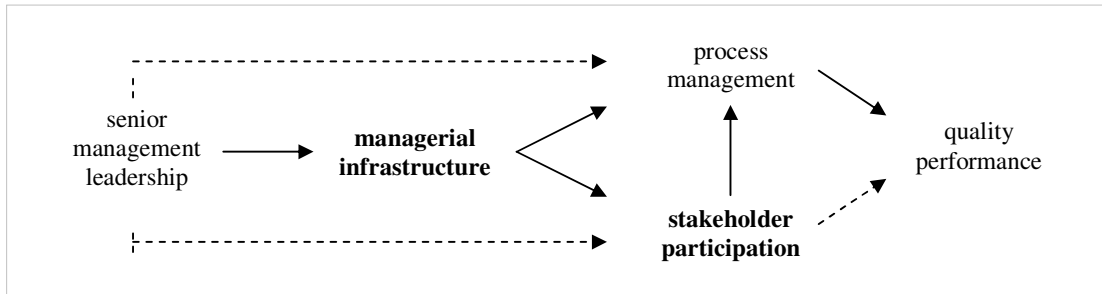 process
management
senior
management
leadership
managerial
infrastructure
quality
performance
stakeholder
participation